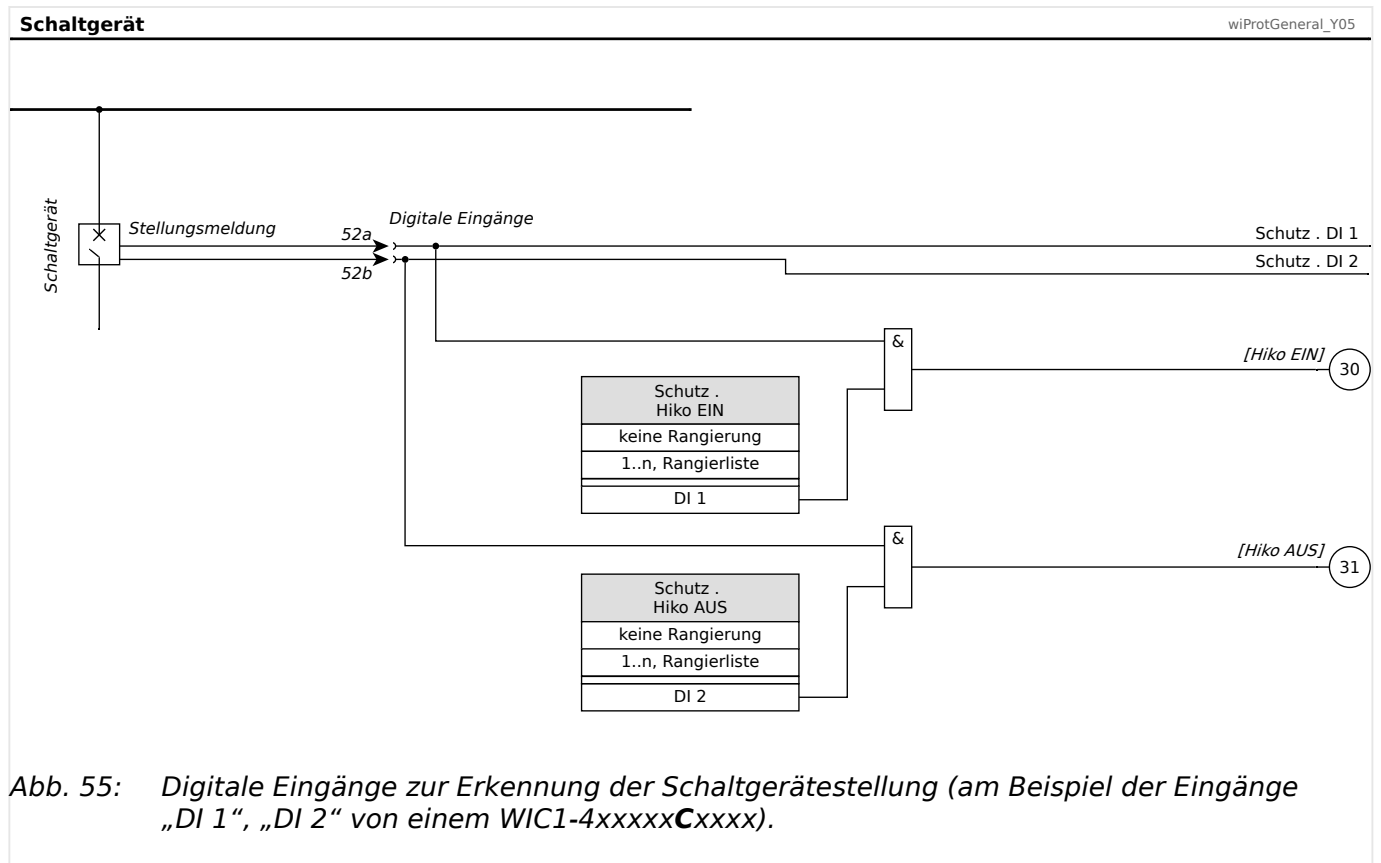 Schaltgerät
wiProtGeneral_Y05
Schaltgerät
Stellungsmeldung
52a
52b
Digitale Eingänge
Schutz . DI 1
Schutz . DI 2
&
[Hiko EIN]
30
Schutz .
Hiko EIN
keine Rangierung
1..n, Rangierliste
DI 1
&
[Hiko AUS]
31
Schutz .
Hiko AUS
keine Rangierung
1..n, Rangierliste
DI 2
Abb. 55: Digitale Eingänge zur Erkennung der Schaltgerätestellung (am Beispiel der Eingänge
„DI 1“, „DI 2“ von einem WIC1-4xxxxxCxxxx).